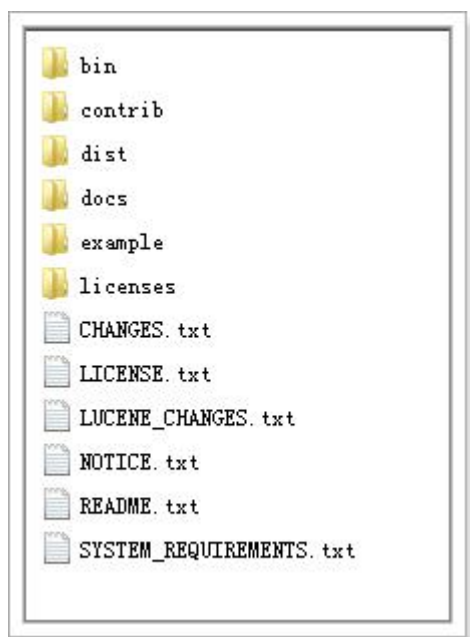 bin
contrib
dist
docs
example
licenses
CHANGES.txt
LICENSE.txt
LUCENE_CHANGES.txt
NOTICE.txt
README.txt
SYSTEM_REQUIREMENTS.txt